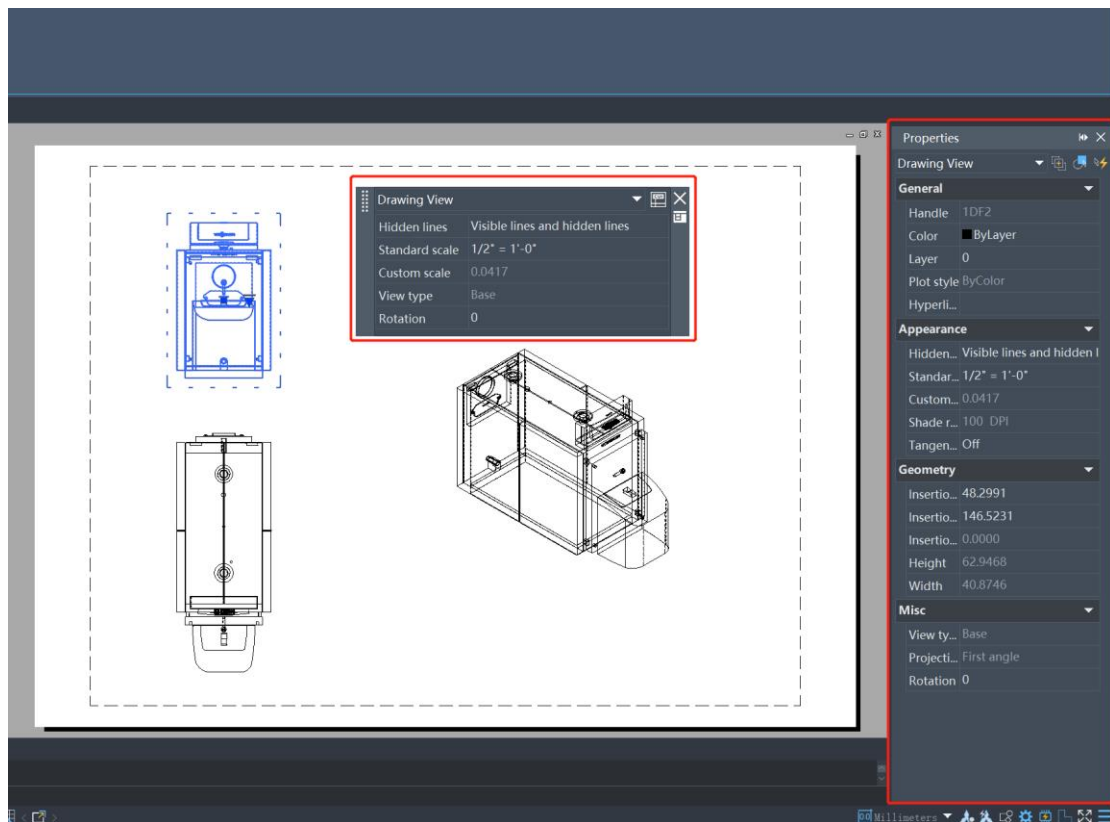 Properties
Drawing View
General
Handle 1DF2
Color ByLayer
Layer 0
Plot style ByColor
Hyperli...
Appearance
Hidden... Visible lines and hidden l
Standar... 1/2" = 1'-0"
Custom... 0.0417
Shade r... 100 DPI
Tangen... Off
Geometry
Insertio... 48.2991
Insertio... 146.5231
Insertio... 0.0000
Height 62.9468
Width 40.8746
Misc
View ty... Base
Projecti... First angle
Rotation 0
Drawing View
Hidden lines Visible lines and hidden lines
Standard scale 1/2" = 1'-0"
Custom scale 0.0417
View type Base
Rotation 0
Millimeters